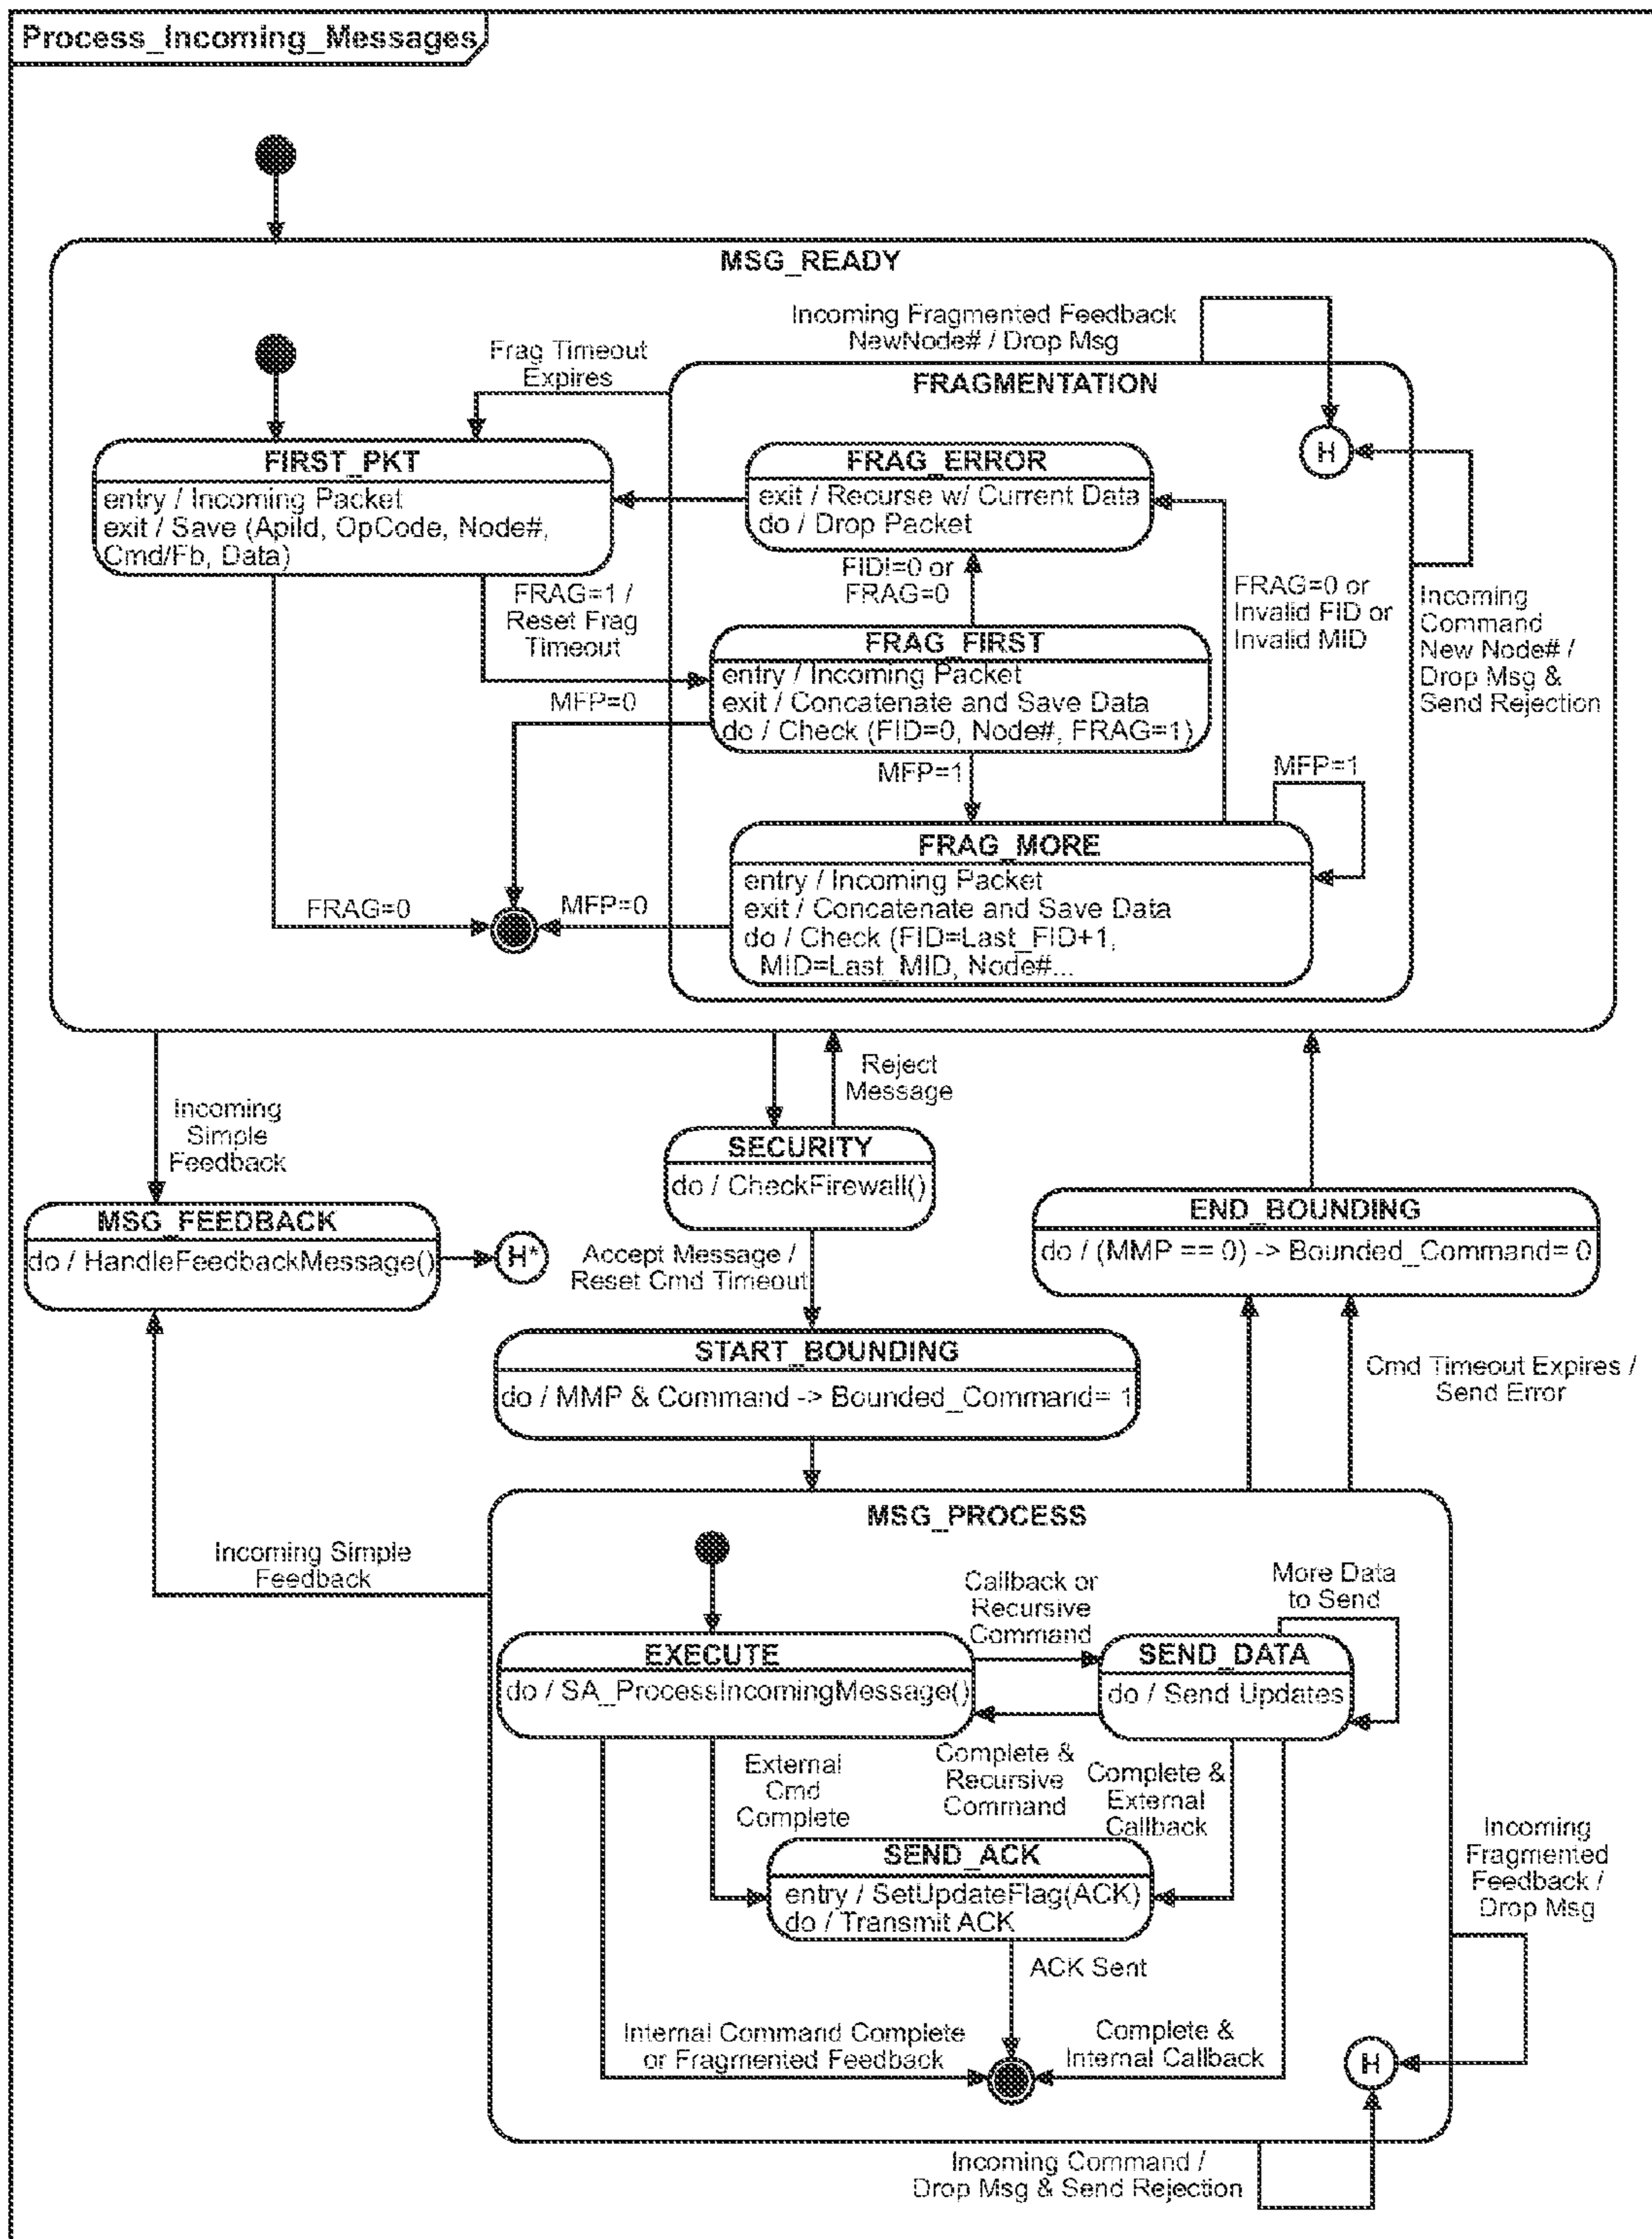 Process_Incoming_Messages
MSG_READY
Incoming Fragmented Feedback
NewNode# / Drop Msg
Frag Timeout
Expires
FRAGMENTATION
H
FIRST_PKT
entry / Incoming Packet
exit / Save (ApiId, OpCode, Node#,
Cmd/Fb, Data)
FRAG_ERROR
exit / Recurse w/ Current Data
do / Drop Packet
FID!=0 or
FRAG=0
FRAG=1 /
Reset Frag
Timeout
FRAG=0 or
Invalid FID or
Invalid MID
Incoming
Command
New Node# /
Drop Msg &
Send Rejection
FRAG_FIRST
entry / Incoming Packet
exit / Concatenate and Save Data
do / Check (FID=0, Node#, FRAG=1)
MFP=0
MFP=1
MFP=1
FRAG_MORE
entry / Incoming Packet
exit / Concatenate and Save Data
do / Check (FID=Last_FID+1,
MID=Last_MID, Node#...
FRAG=0
MFP=0
Reject
Message
Incoming
Simple
Feedback
SECURITY
do / CheckFirewall()
MSG_FEEDBACK
do / HandleFeedbackMessage()
H*
Accept Message /
Reset Cmd Timeout
END_BOUNDING
do / (MMP == 0) -> Bounded_Command= 0
START_BOUNDING
do / MMP & Command -> Bounded_Command= 1
Cmd Timeout Expires /
Send Error
MSG_PROCESS
Incoming Simple
Feedback
Callback or
Recursive
Command
More Data
to Send
EXECUTE
do / SA_ProcessIncomingMessage()
SEND_DATA
do / Send Updates
External
Cmd
Complete
Complete &
Recursive
Command
Complete &
External
Callback
SEND_ACK
entry / SetUpdateFlag(ACK)
do / Transmit ACK
Incoming
Fragmented
Feedback /
Drop Msg
ACK Sent
Internal Command Complete
or Fragmented Feedback
Complete &
Internal Callback
H
Incoming Command /
Drop Msg & Send Rejection